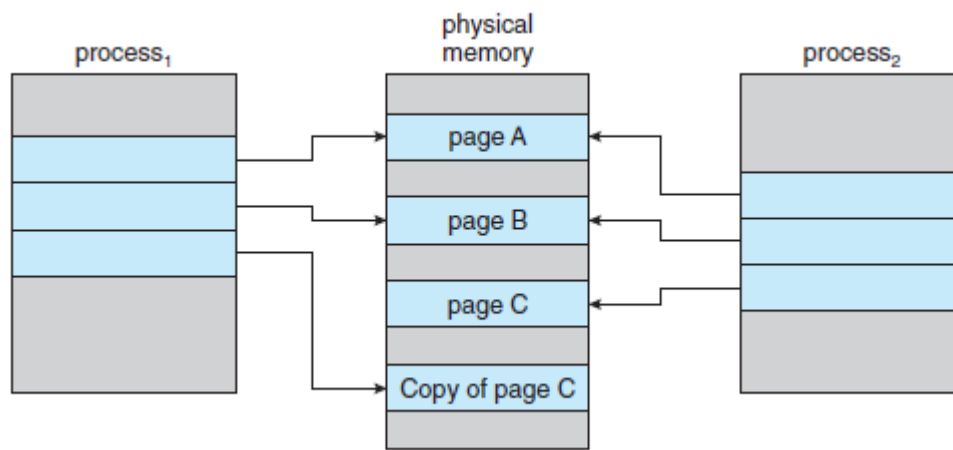 process₁
physical
memory
process₂
page A
page B
page C
Copy of page C